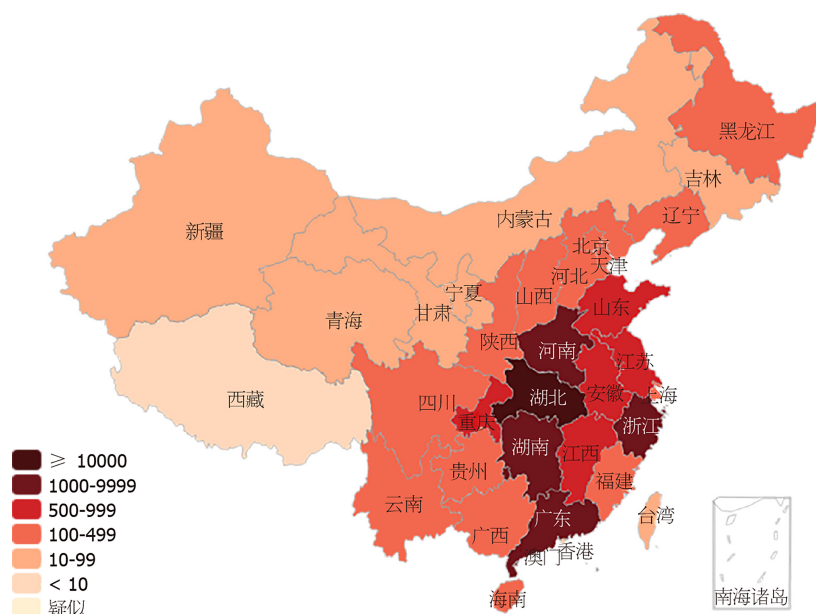 黑龙江
吉林
辽宁
内蒙古
新疆
北京
天津
河北
宁夏
山西
山东
甘肃
青海
陕西
河南
江苏
西藏
四川
湖北
安徽
上海
重庆
浙江
湖南
江西
贵州
福建
云南
广东
台湾
广西
澳门
香港
海南
南海诸岛
≥ 10000
1000-9999
500-999
100-499
10-99
< 10
疑似